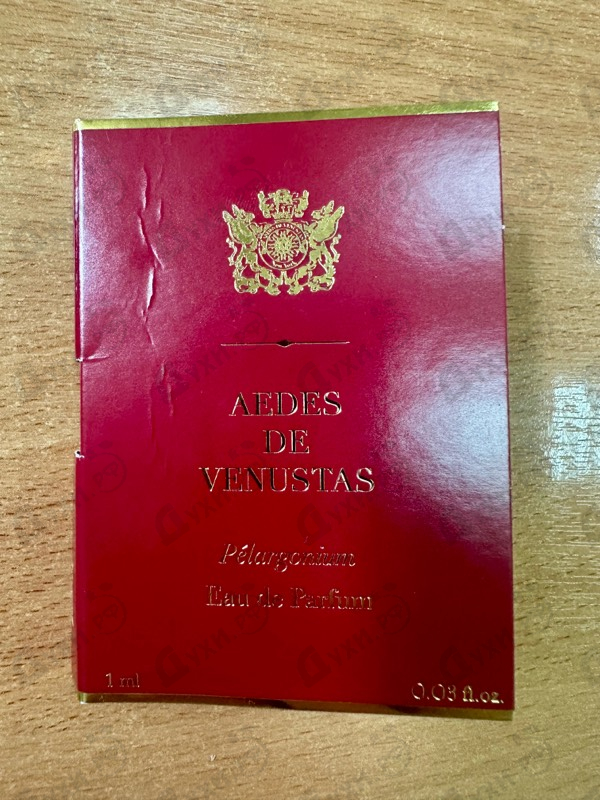 AEDES
DE
VENUSTAS
Pélargonium
Eau de Parfum
1 ml
0.03 fl.oz.